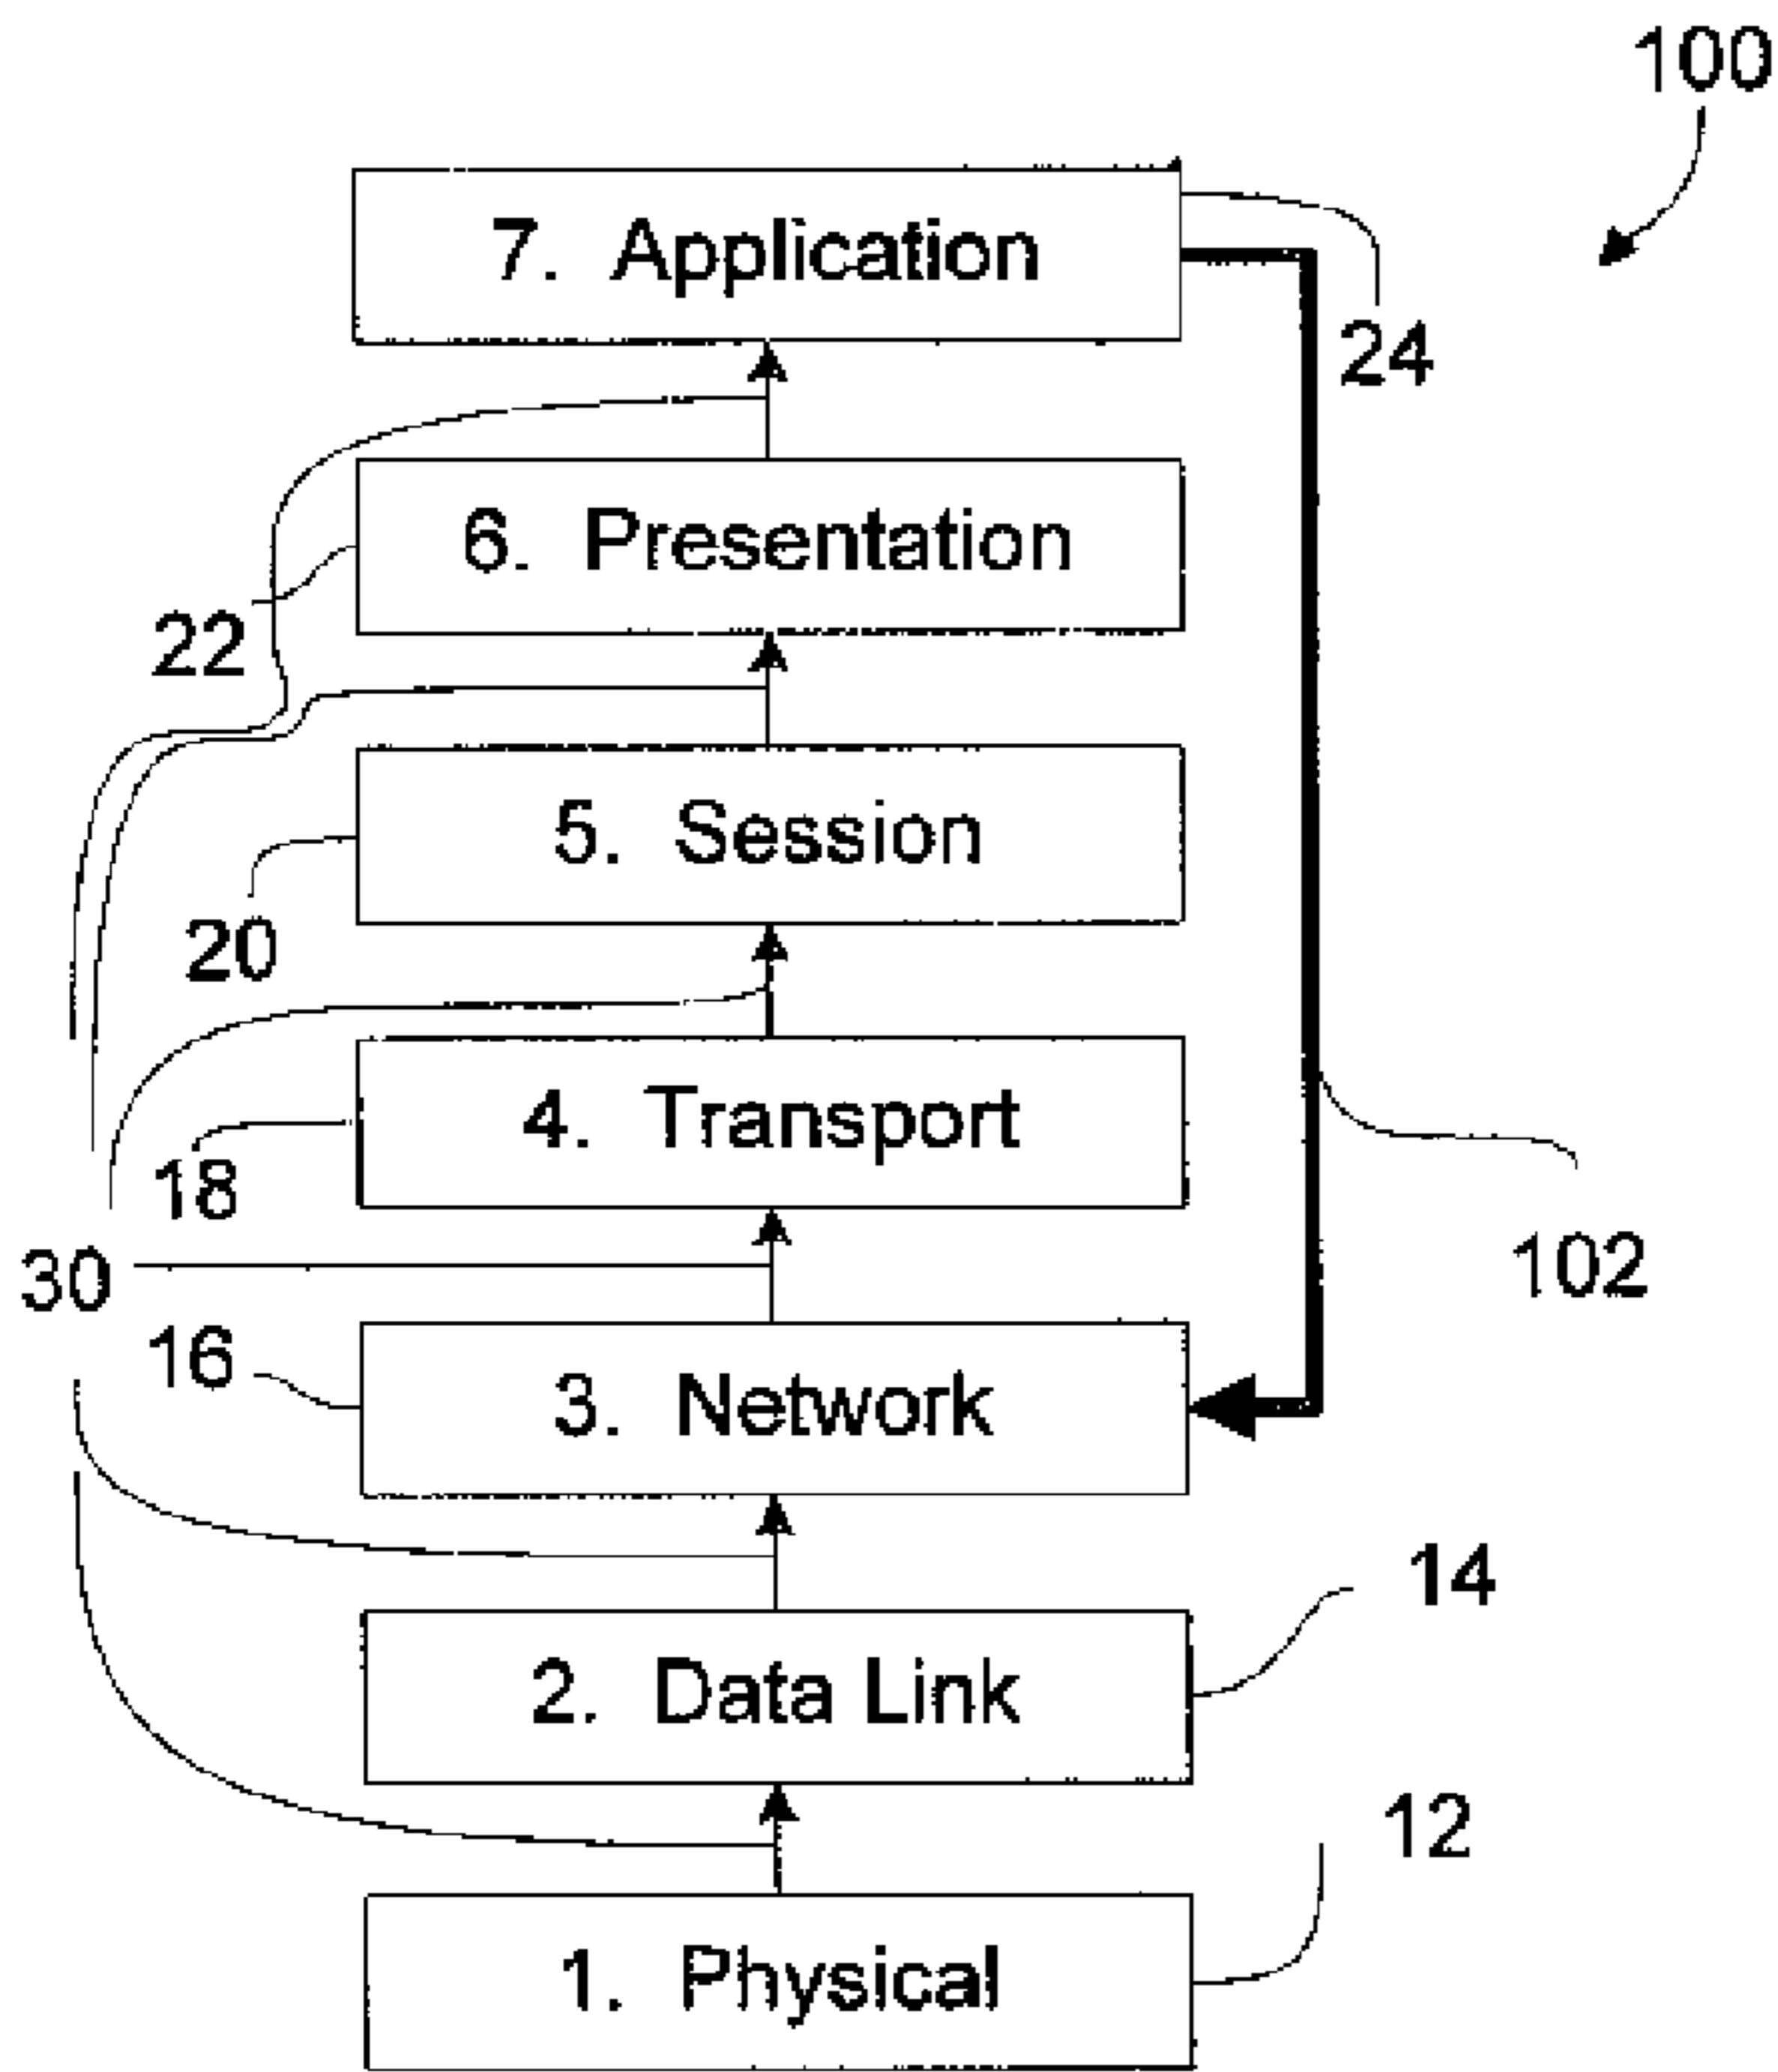 100
7. Application
24
6. Presentation
22
5. Session
20
4. Transport
18
30
102
16
3. Network
14
2. Data Link
12
1. Physical